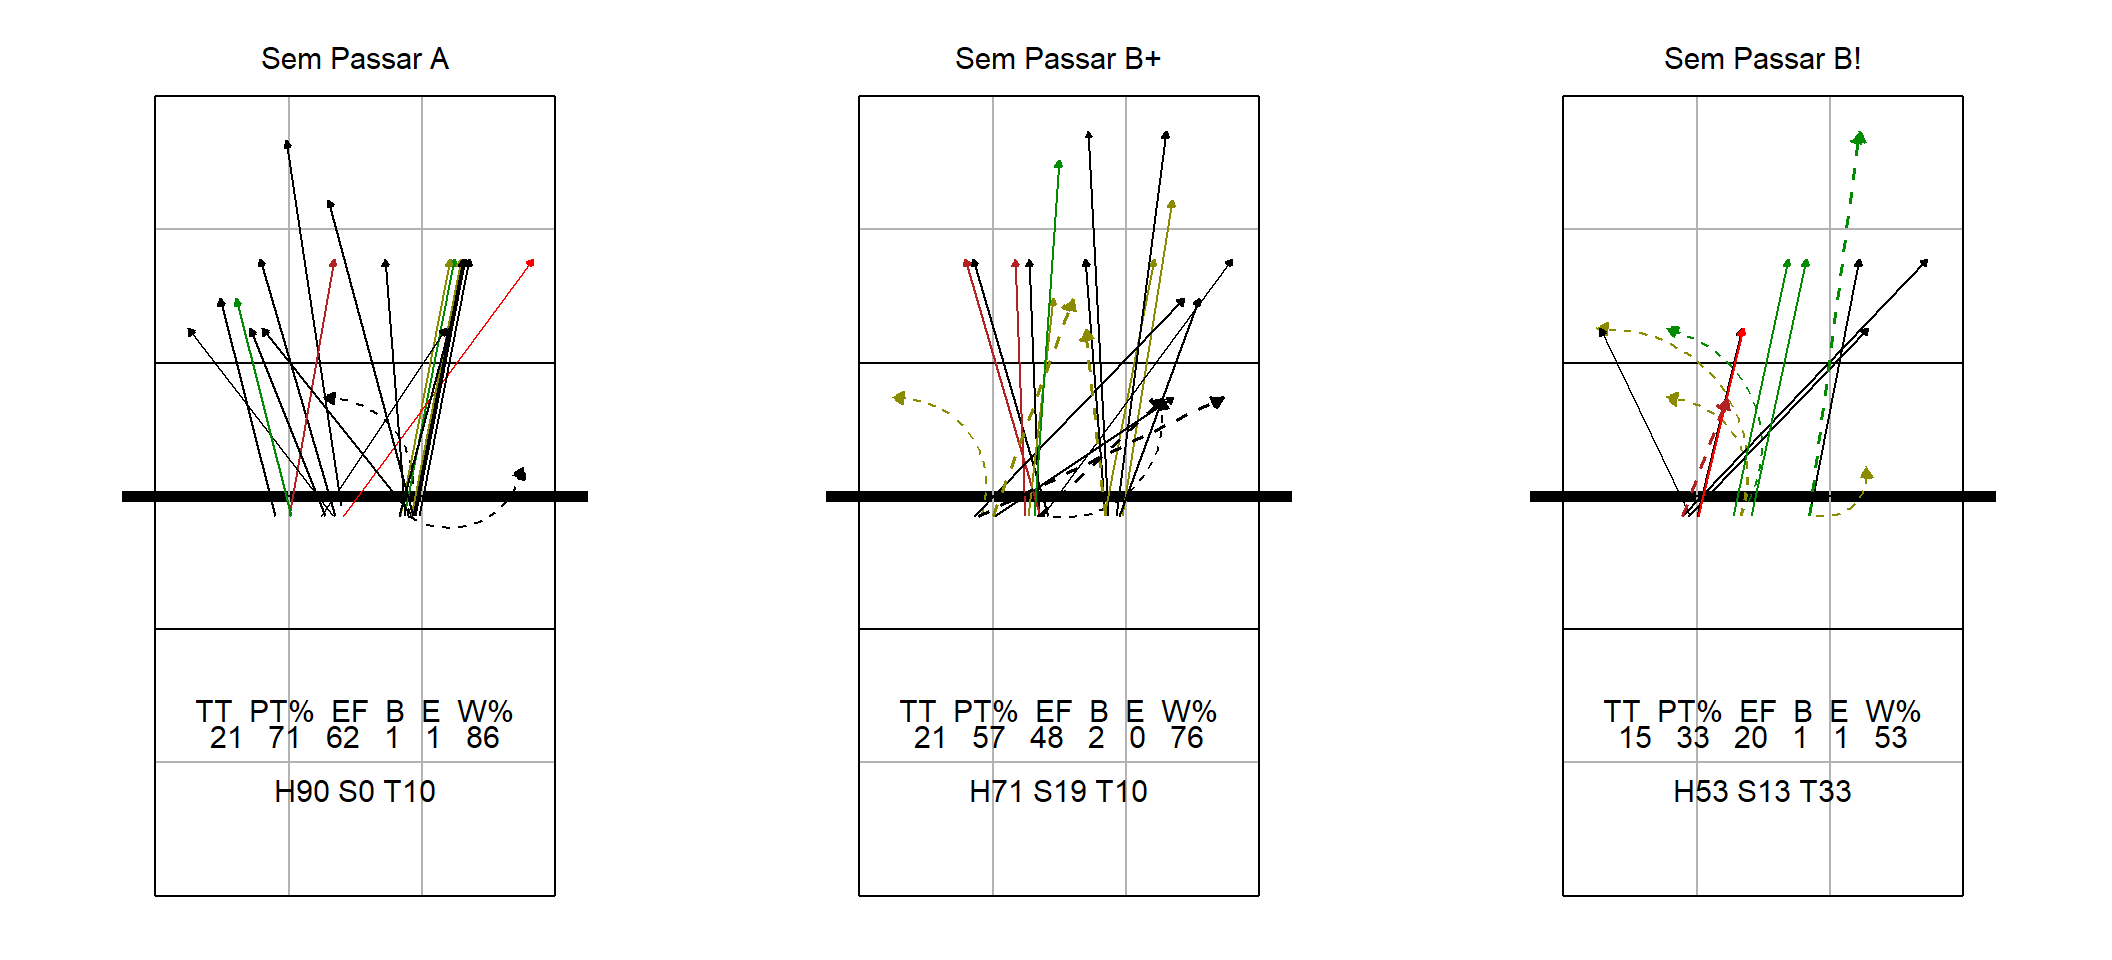 Sem Passar A
TT PT% EF B E W%
21 71 62 1 1 86
H90 S0 T10
Sem Passar B+
TT PT% EF B E W%
21 57 48 2 0 76
H71 S19 T10
Sem Passar B!
TT PT% EF B E W%
15 33 20 1 1 53
H53 S13 T33